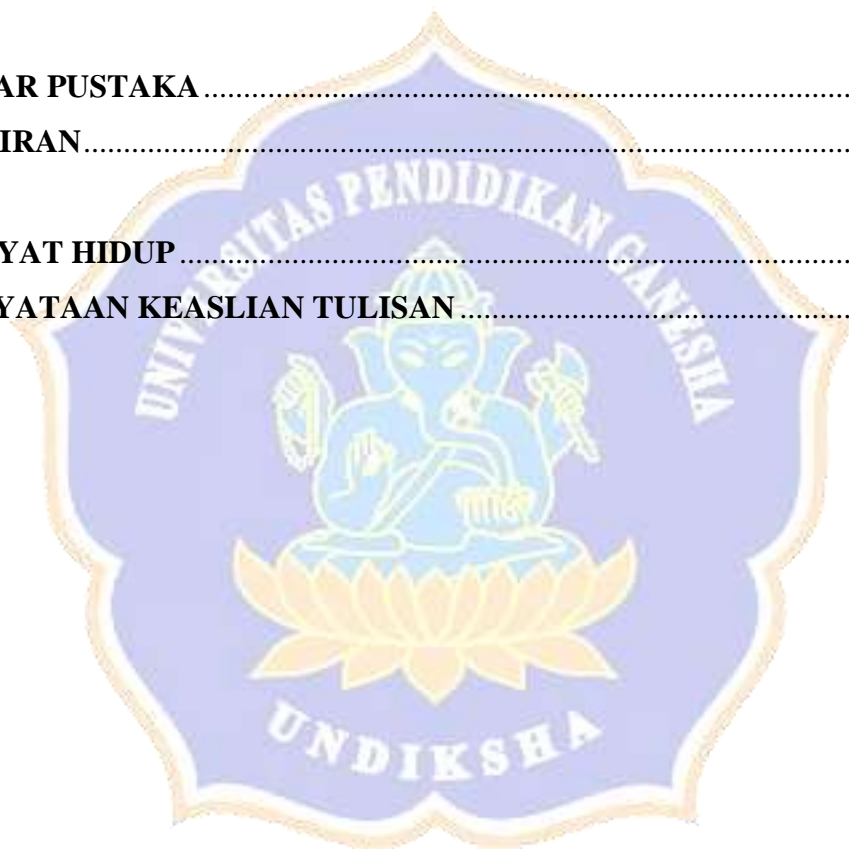 AR PUSTAKA
IRAN
YAT HIDUP
YATAAN KEASLIAN TULISAN
UNIVERSITAS PENDIDIKAN GANESHA
UNDIKSHA